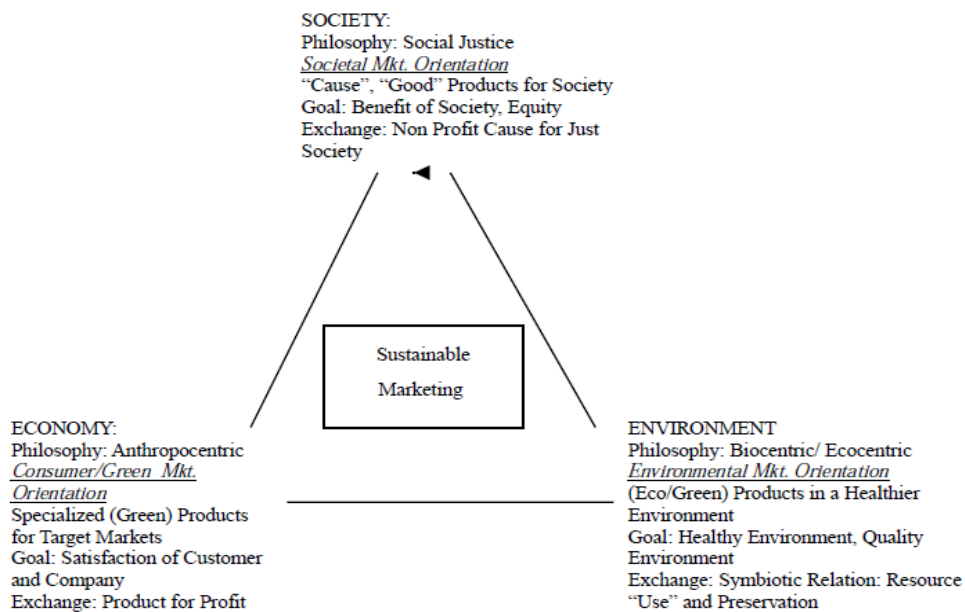 SOCIETY:
Philosophy: Social Justice
Societal Mkt. Orientation
“Cause”, “Good” Products for Society
Goal: Benefit of Society, Equity
Exchange: Non Profit Cause for Just
Society
Sustainable
Marketing
ECONOMY:
Philosophy: Anthropocentric
Consumer/Green Mkt.
Orientation
Specialized (Green) Products
for Target Markets
Goal: Satisfaction of Customer
and Company
Exchange: Product for Profit
ENVIRONMENT
Philosophy: Biocentric/ Ecocentric
Environmental Mkt. Orientation
(Eco/Green) Products in a Healthier
Environment
Goal: Healthy Environment, Quality
Environment
Exchange: Symbiotic Relation: Resource
“Use” and Preservation